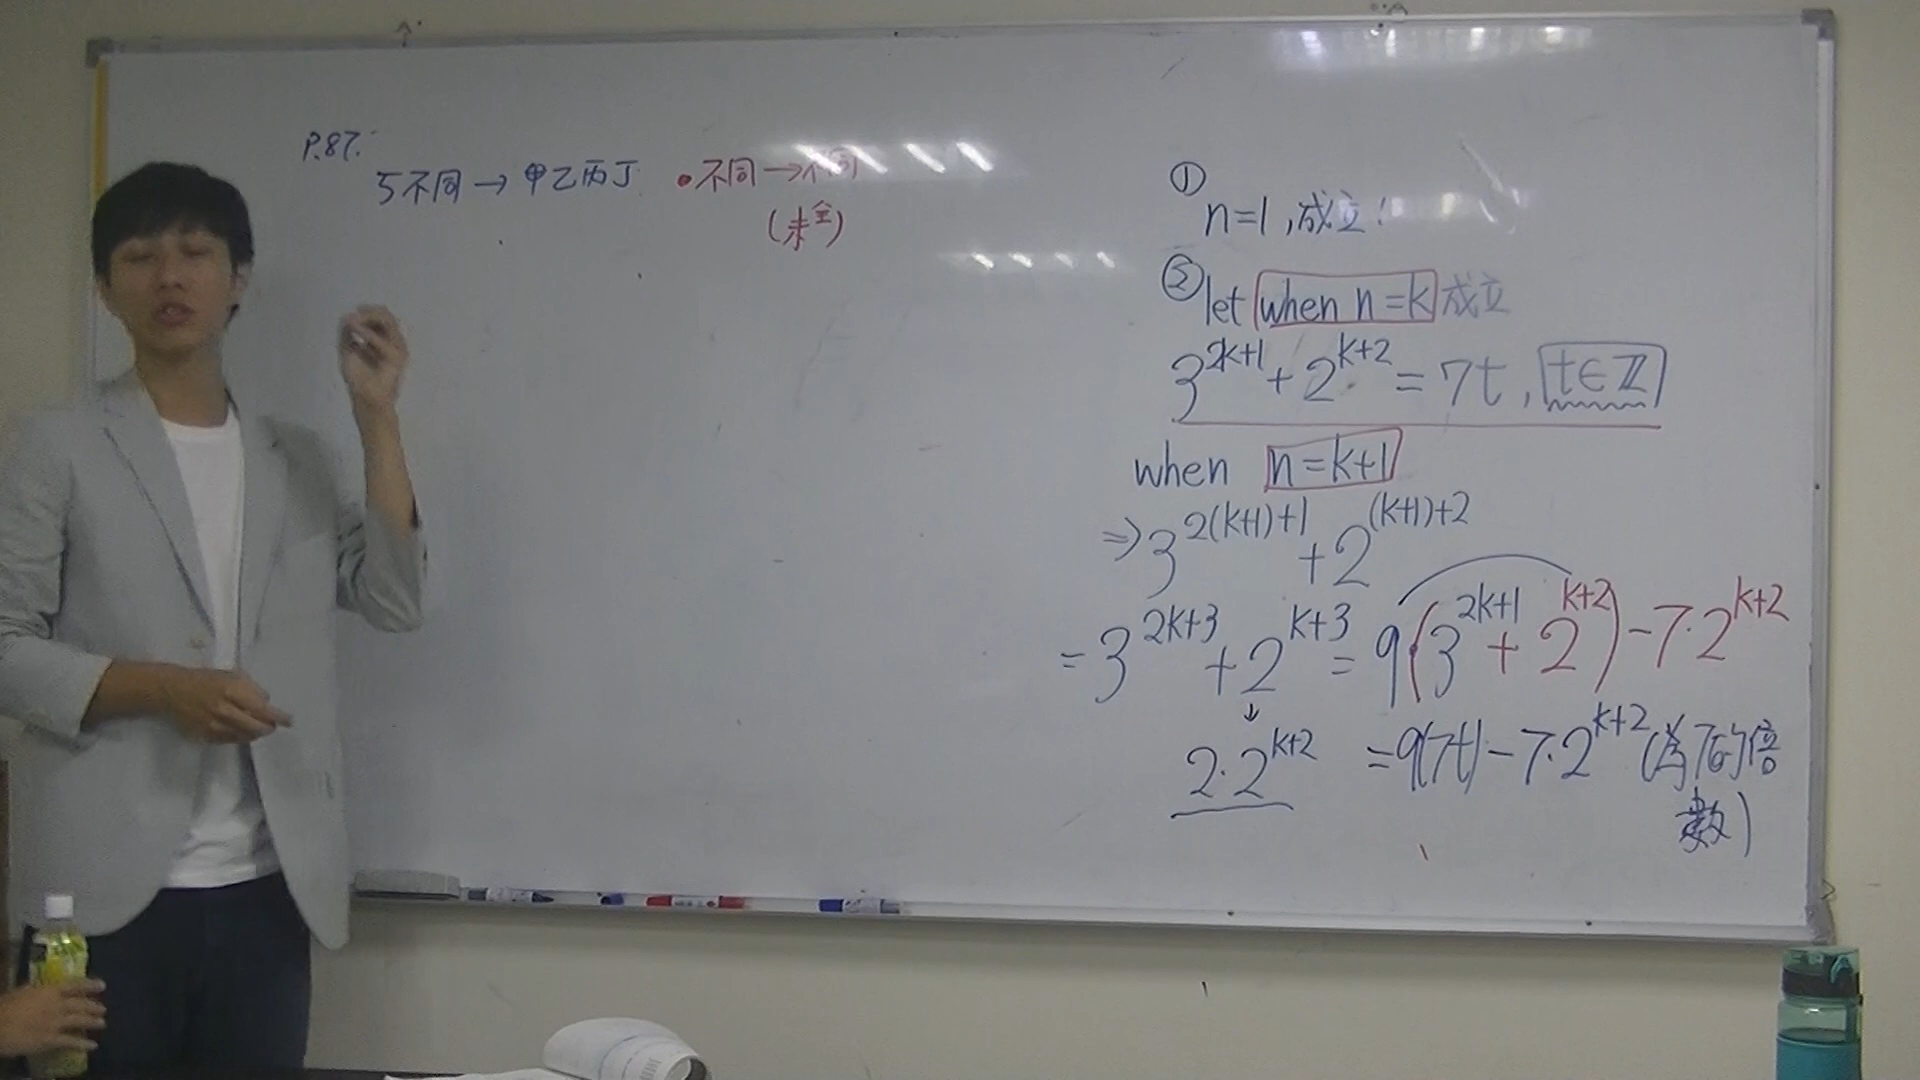 P.87.
5不同→甲乙丙丁 •不同→不同
(未全)
①
n=1,成立!
②
let when n=k 成立
3^{2k+1}+2^{k+2}=7t, t∈ℤ
when n=k+1
⇒3^{2(k+1)+1}+2^{(k+1)+2}
=3^{2k+3}+2^{k+3}=9(3^{2k+1}+2^{k+2})-7·2^{k+2}
↓
2·2^{k+2} =9(7t)-7·2^{k+2} (為7的倍
數)